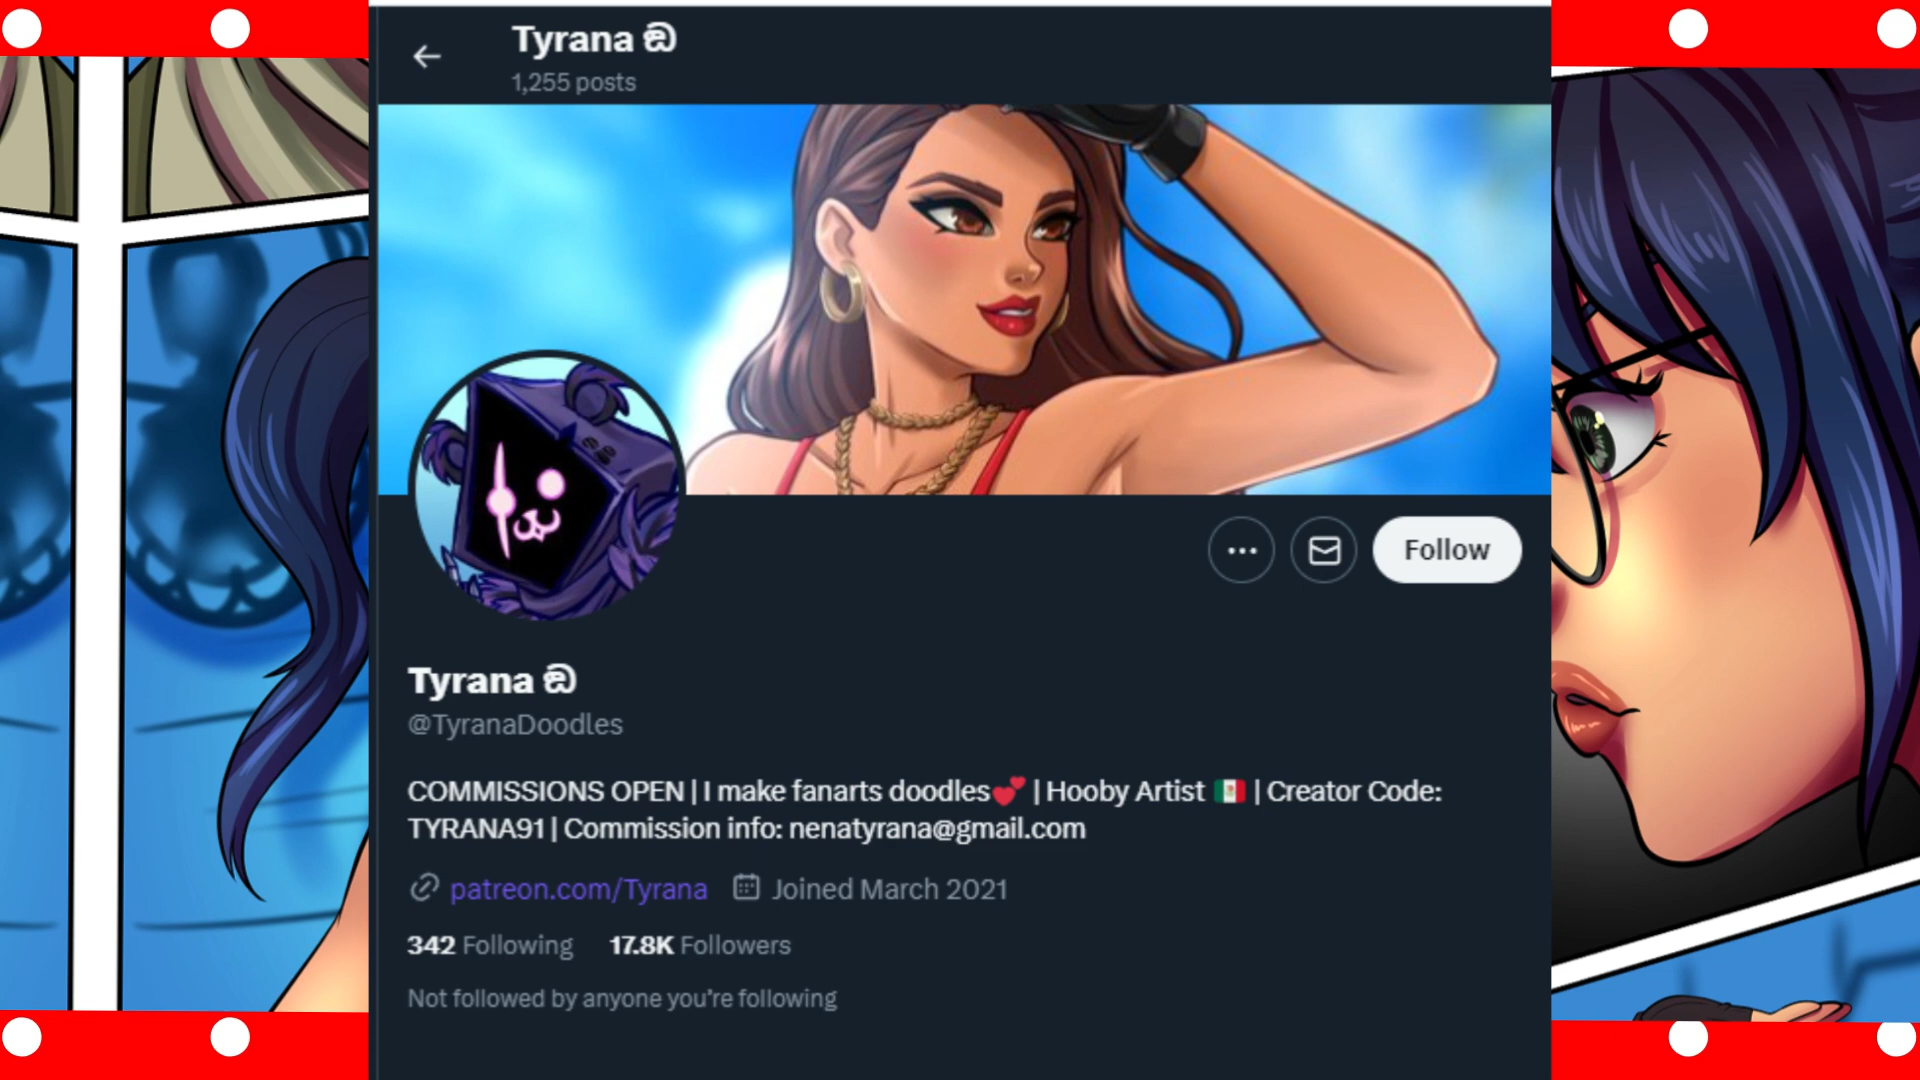 Tyrana ඞ
1,255 posts
Follow
Tyrana ඞ
@TyranaDoodles
COMMISSIONS OPEN | I make fanarts doodles💕 | Hooby Artist 🇲🇽 | Creator Code:
TYRANA91 | Commission info: nenatyrana@gmail.com
patreon.com/Tyrana Joined March 2021
342 Following 17.8K Followers
Not followed by anyone you’re following